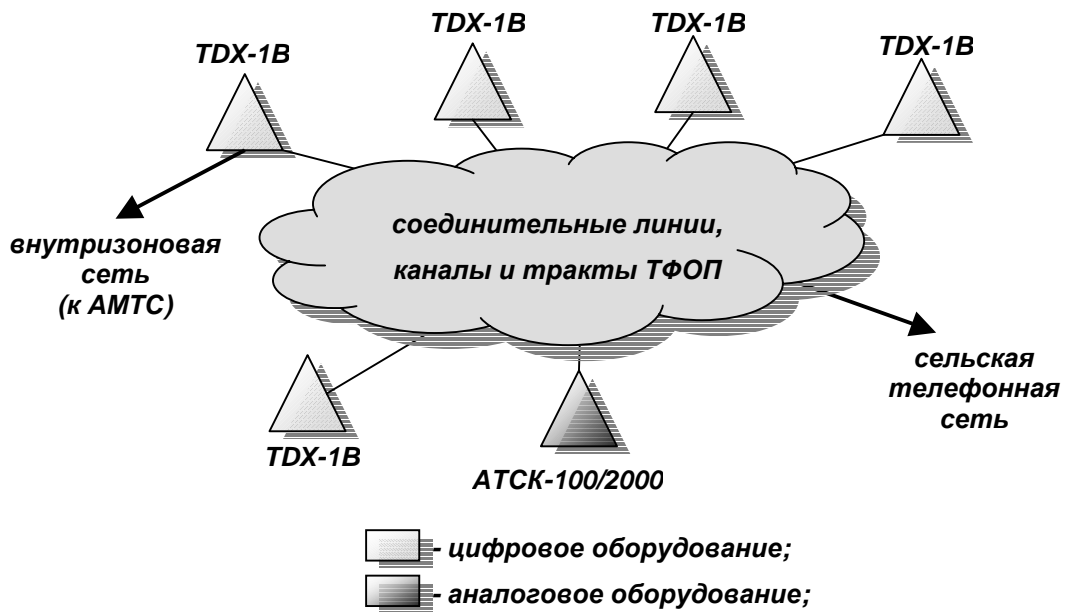 TDX-1B
TDX-1B
TDX-1B
TDX-1B
соединительные линии,
каналы и тракты ТФОП
внутризоновая
сеть
(к АМТС)
сельская
телефонная
сеть
TDX-1B
АТСК-100/2000
- цифровое оборудование;
- аналоговое оборудование;